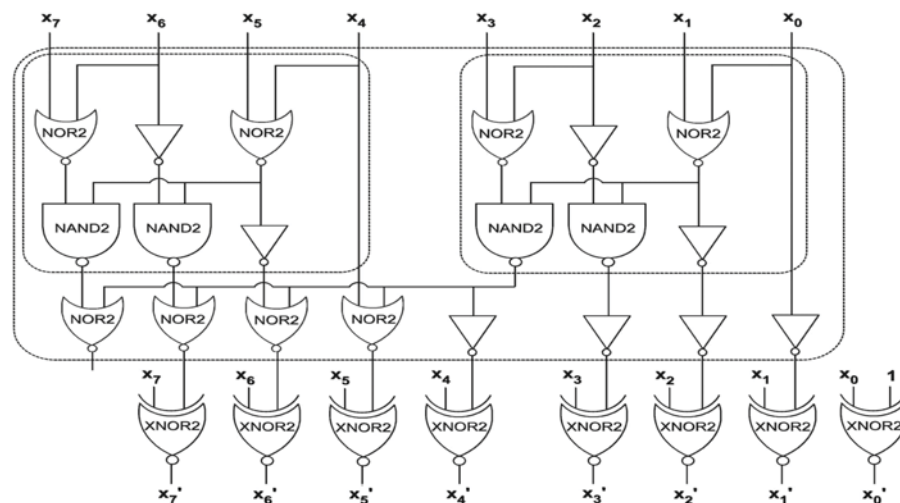 x7 x6 x5 x4 x3 x2 x1 x0
NOR2 NOR2 NOR2 NOR2
NAND2 NAND2 NAND2 NAND2
NOR2 NOR2 NOR2 NOR2
x7 x6 x5 x4 x3 x2 x1 x0 1
XNOR2 XNOR2 XNOR2 XNOR2 XNOR2 XNOR2 XNOR2 XNOR2
x7' x6' x5' x4' x3' x2' x1' x0'